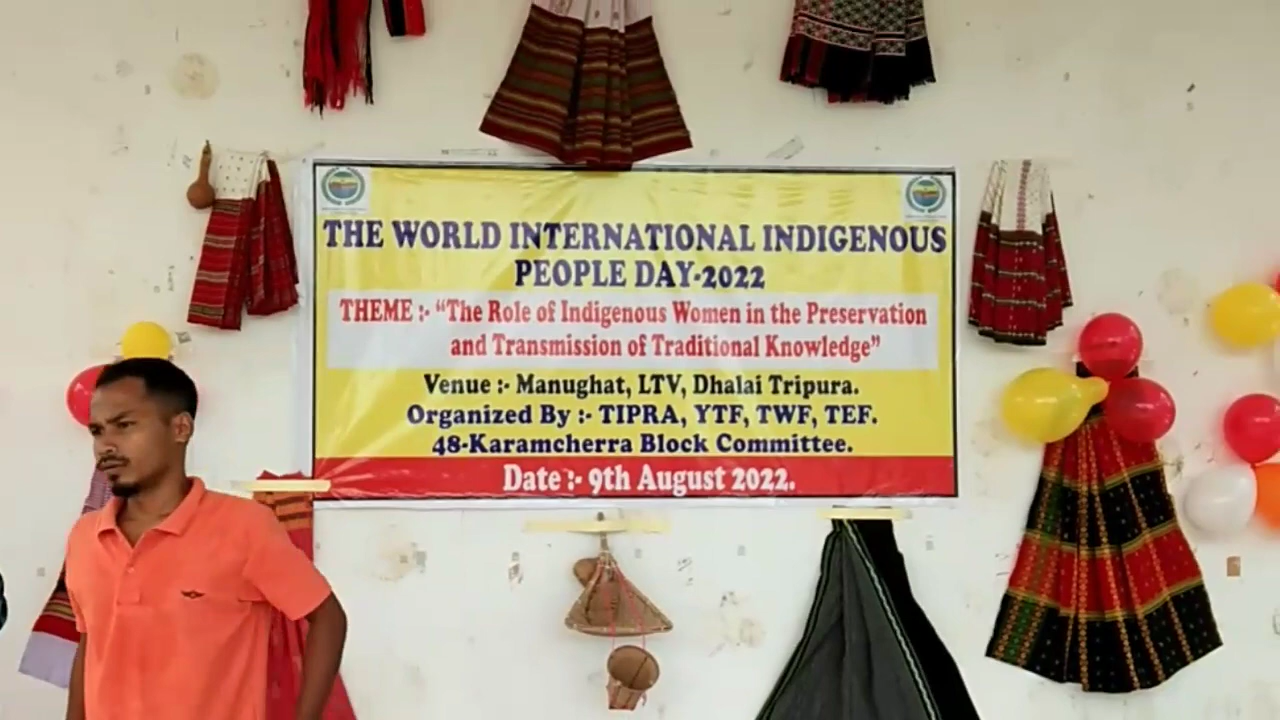 THE WORLD INTERNATIONAL INDIGENOUS
PEOPLE DAY-2022
THEME :- “The Role of Indigenous Women in the Preservation
and Transmission of Traditional Knowledge”
Venue :- Manughat, LTV, Dhalai Tripura.
Organized By :- TIPRA, YTF, TWF, TEF.
48-Karamcherra Block Committee.
Date :- 9th August 2022.